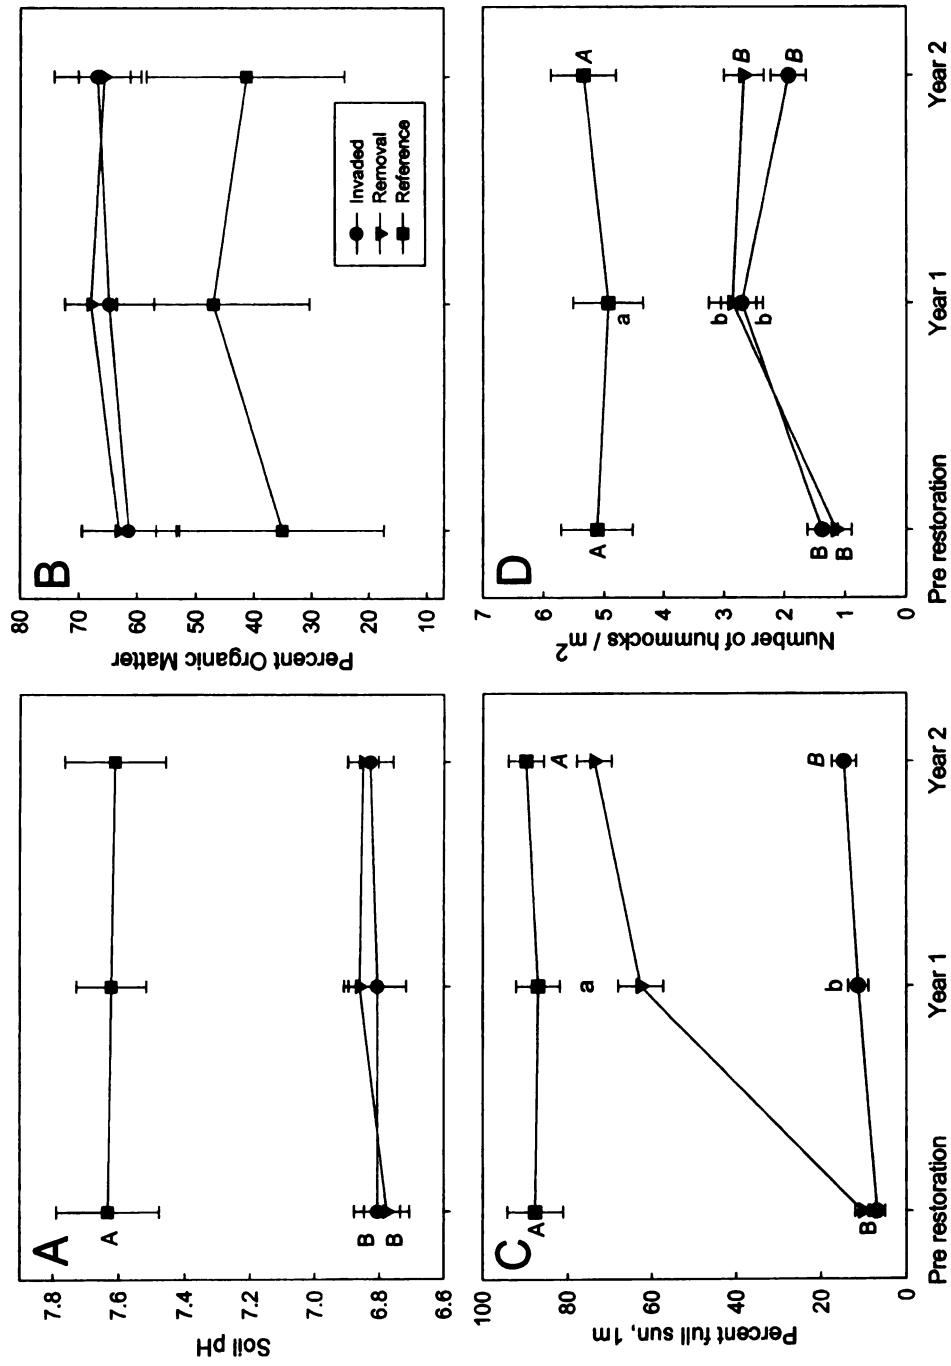 A
Soil pH
7.8
7.6
7.4
7.2
7.0
6.8
6.6
A
B
B
B
Percent Organic Matter
80
70
60
50
40
30
20
10
Invaded
Removal
Reference
C
Percent full sun, 1m
100
80
60
40
20
0
A
B
a
b
A
B
Pre restoration
Year 1
Year 2
D
Number of hummocks / m²
7
6
5
4
3
2
1
0
A
B
B
a
b
b
A
B
B
Pre restoration
Year 1
Year 2